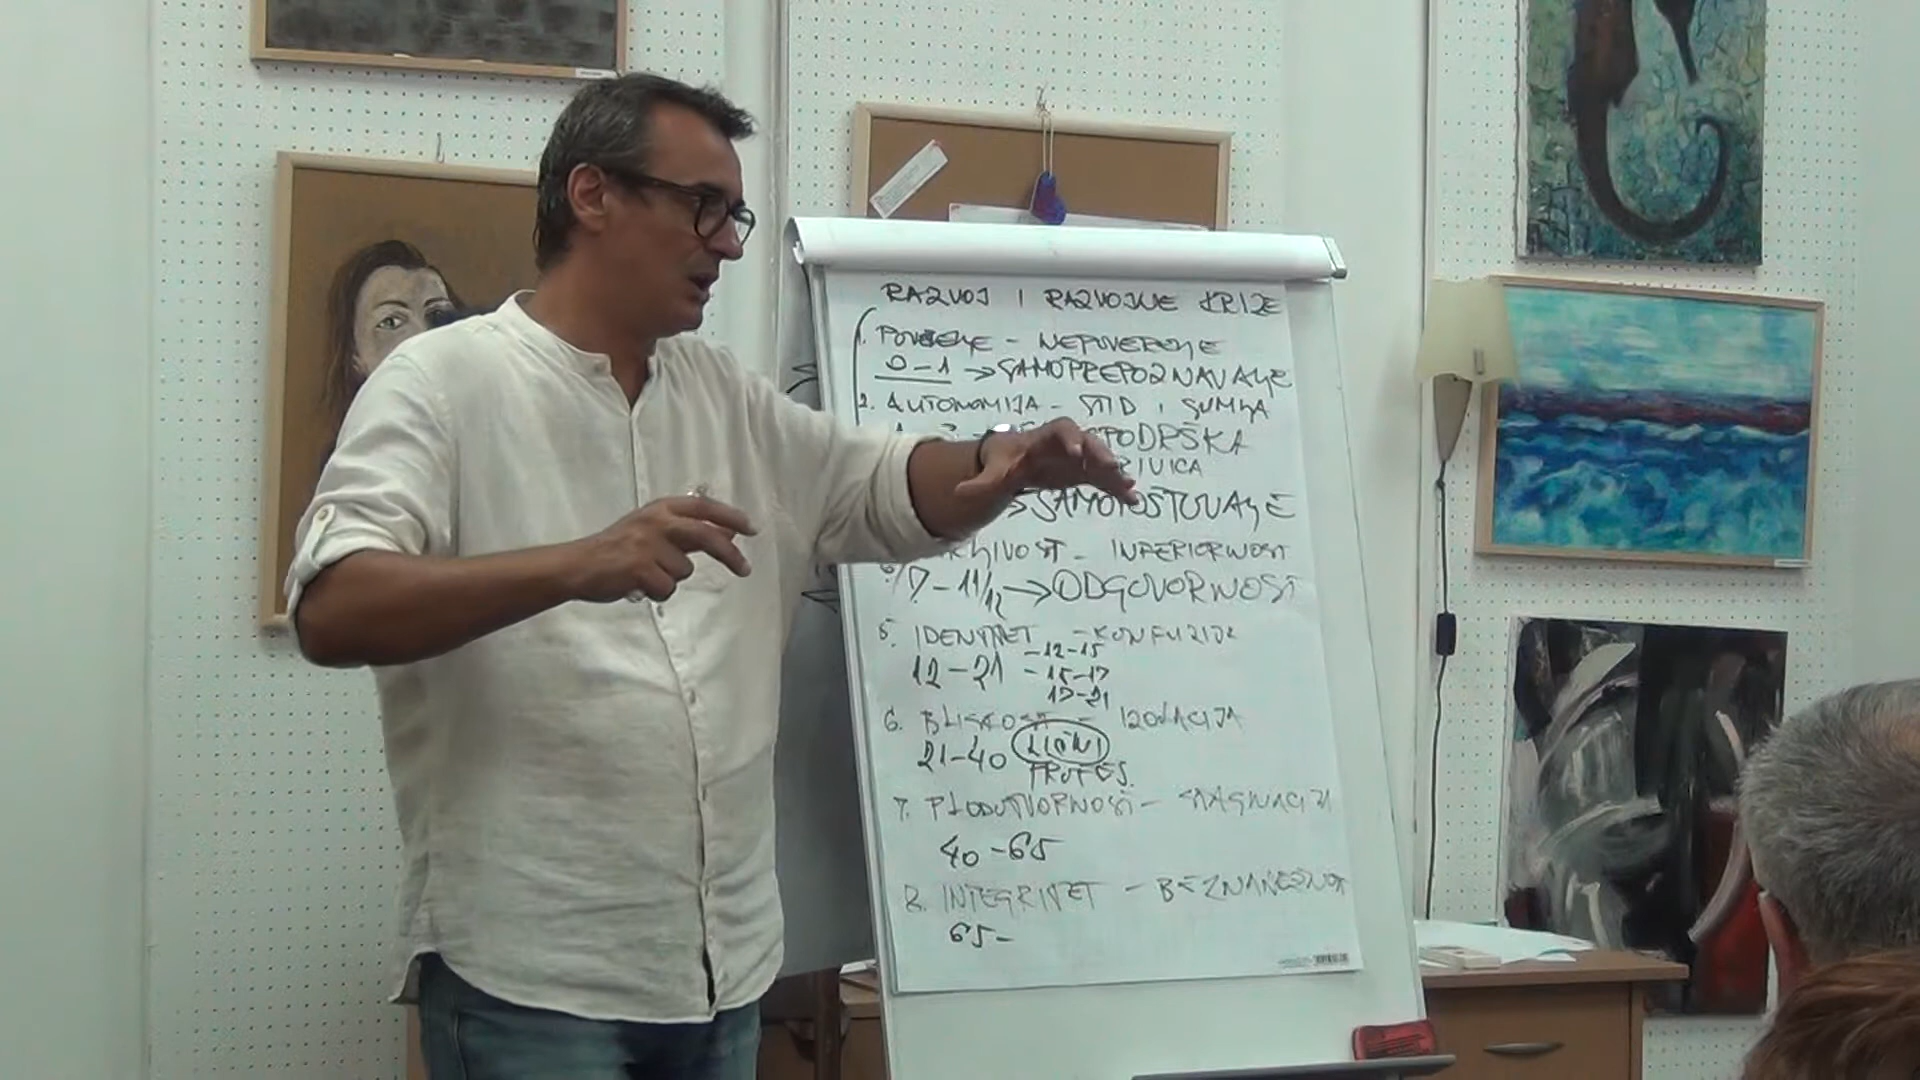 RAZVOJ I RAZVOJNE KRIZE
1. POVERENJE - NEPOVERENJE
0-1 → SAMOPREPOZNAVANJE
2. AUTONOMIJA - STID I SUMNJA
PODRŠKA
KRIVICA
→ SAMOPOŠTOVANJE
INFERIORNOST
7-11/12 → ODGOVORNOST
5. IDENTITET - KONFUZIJA
12-21 - 12-15
- 15-17
17-21
6. BLISKOST - IZOLACIJA
21-40 LIČNI
PROFES.
7. PLODOTVORNOST - STAGNACIJA
40-65
8. INTEGRITET - BEZNADEŽNOST
65-